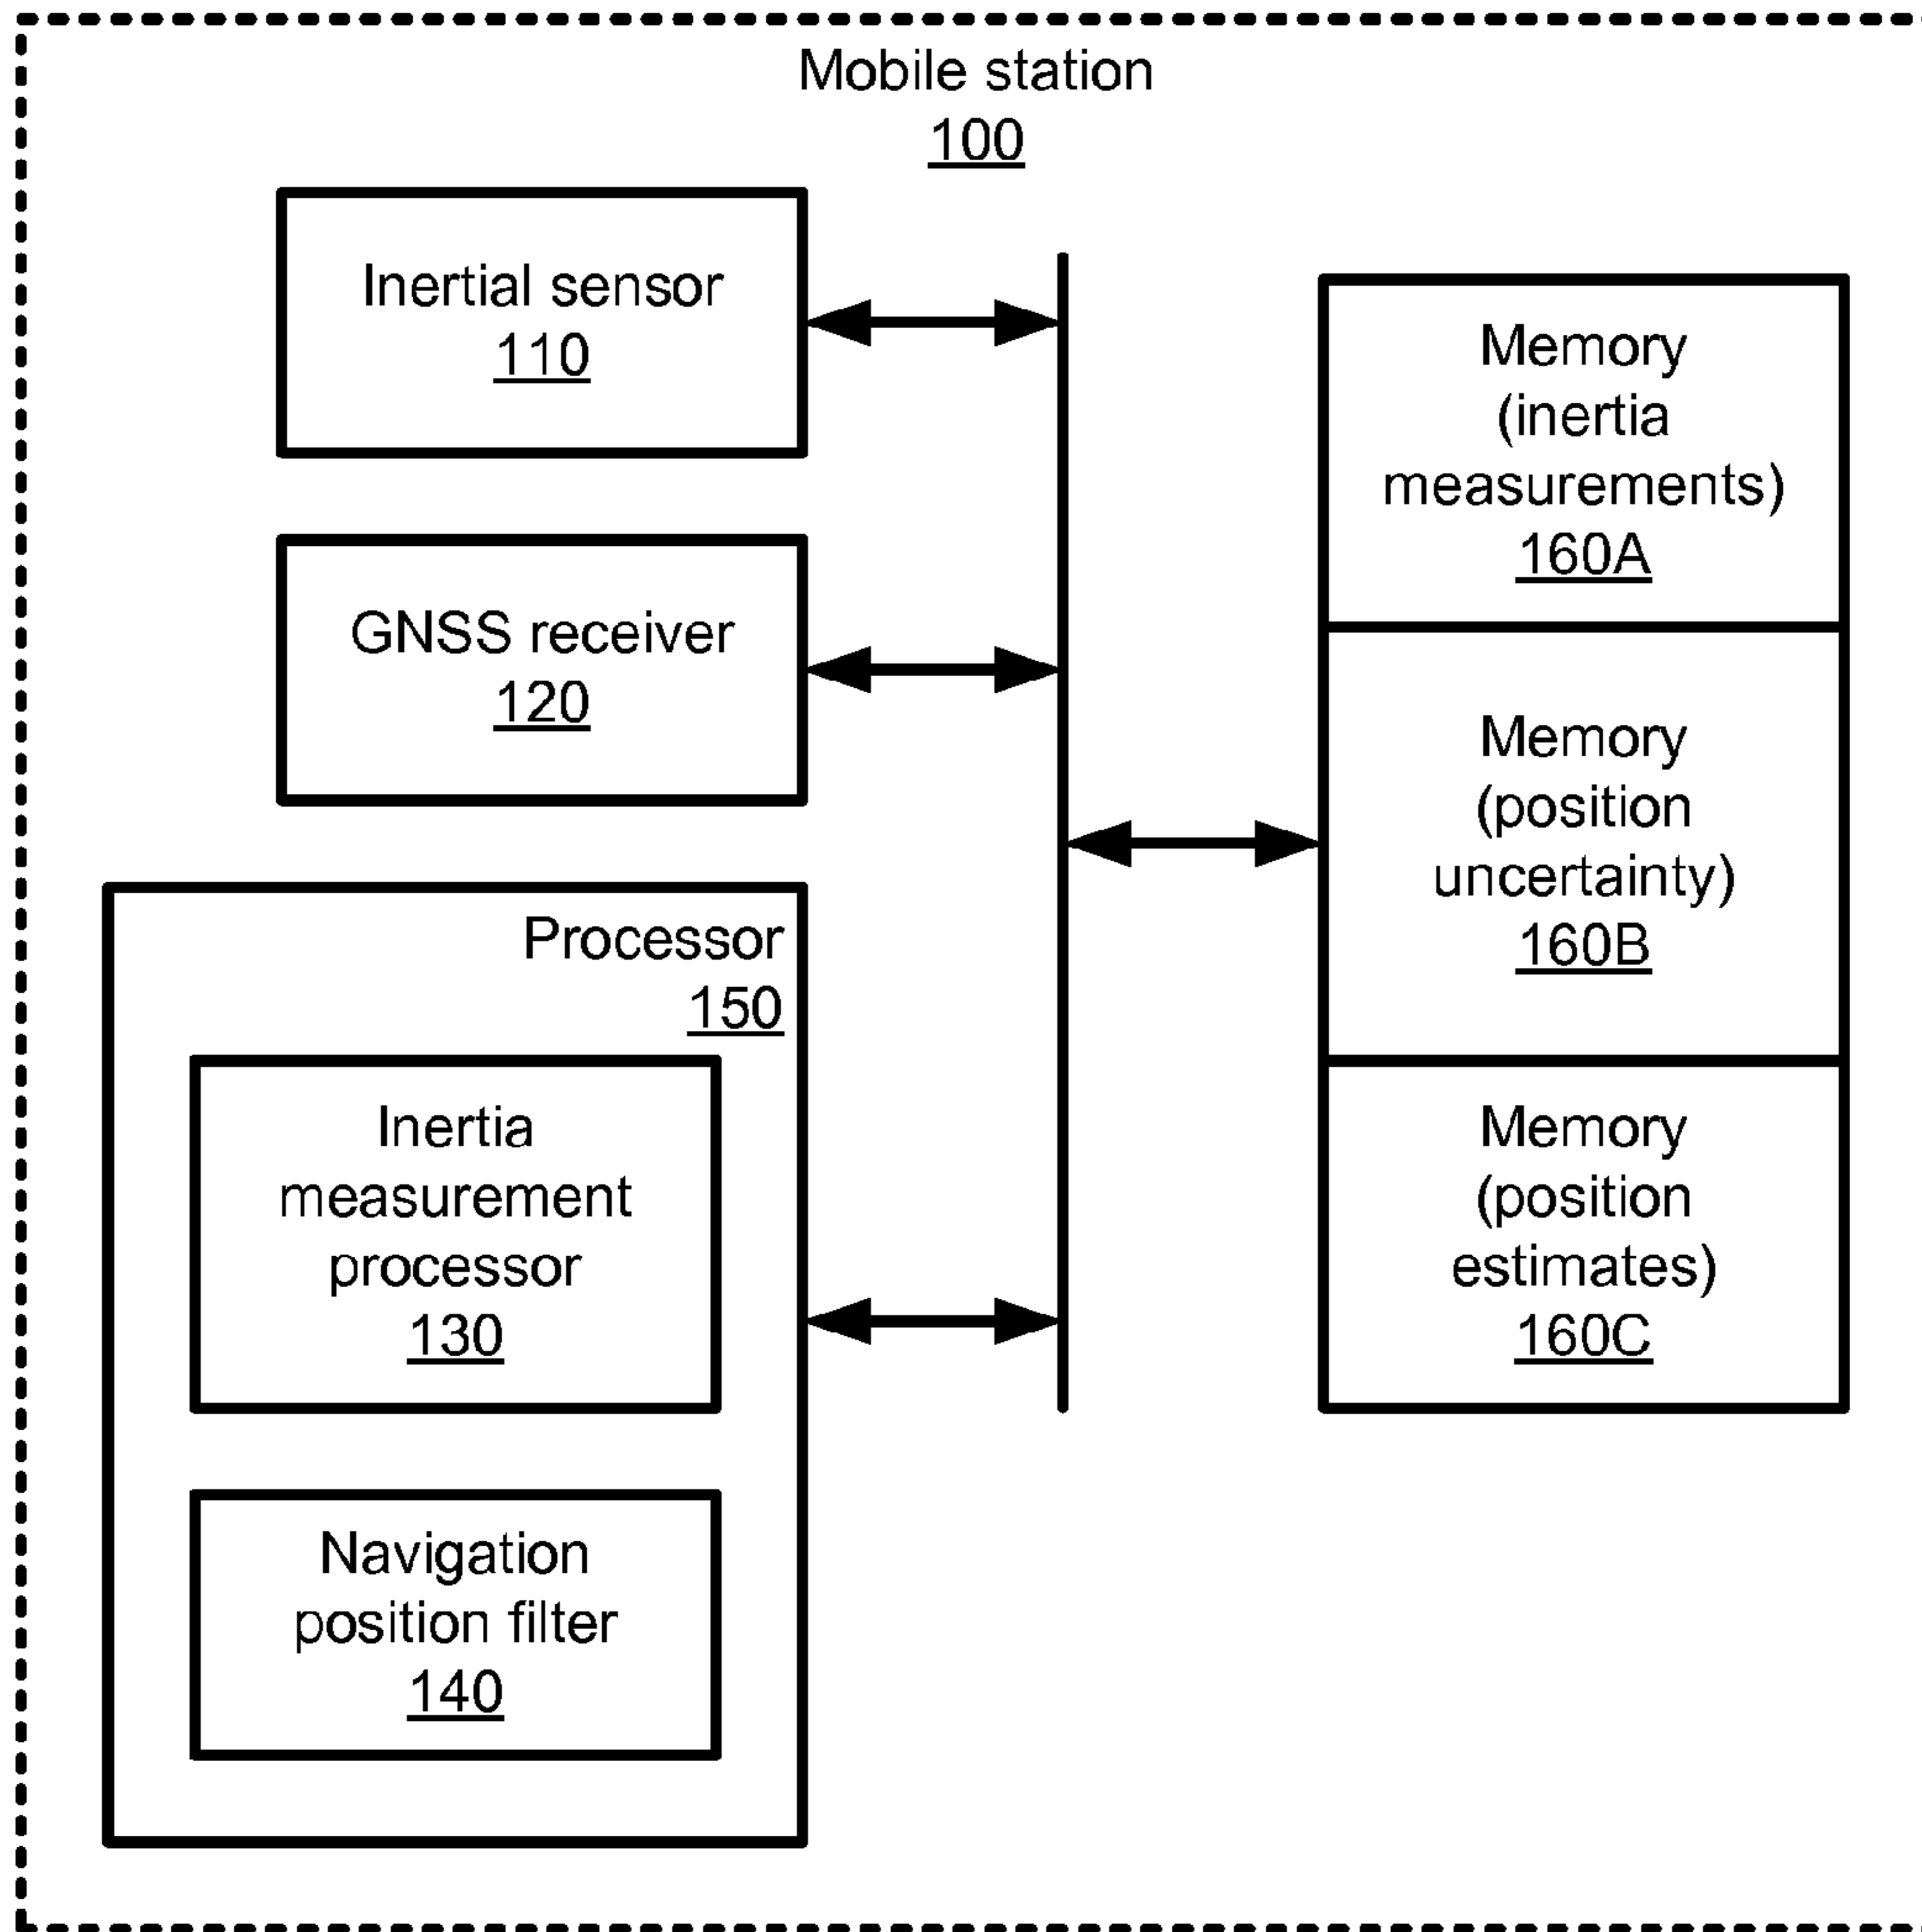 Mobile station
100
Inertial sensor
110
GNSS receiver
120
Processor
150
Inertia
measurement
processor
130
Navigation
position filter
140
Memory
(inertia
measurements)
160A
Memory
(position
uncertainty)
160B
Memory
(position
estimates)
160C